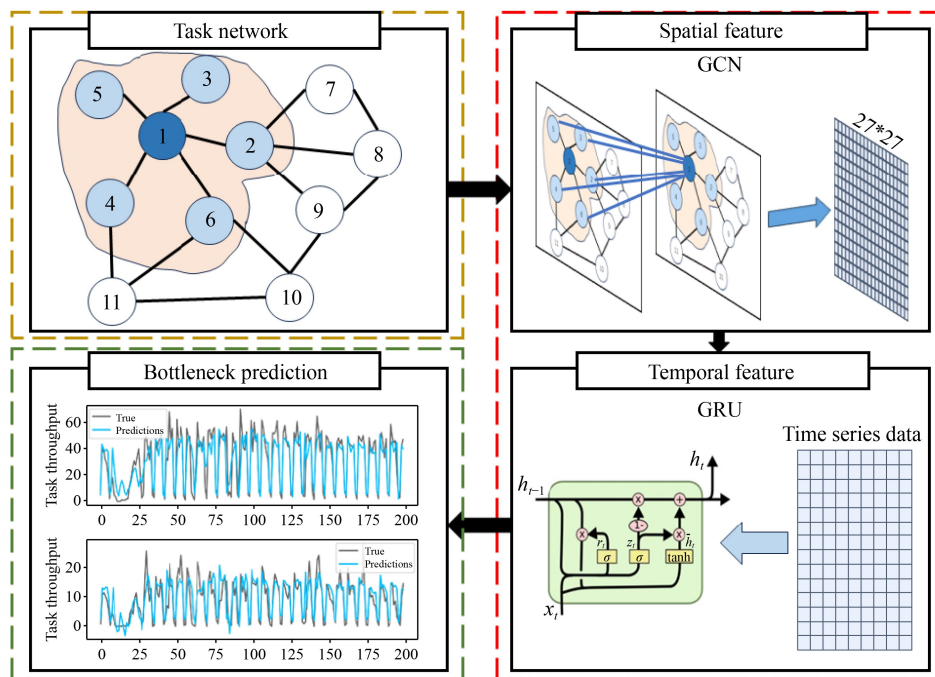 Task network
5
3
7
1
2
8
4
6
9
11
10
Spatial feature
GCN
27*27
Bottleneck prediction
Task throughput
60
40
20
0
True
Predictions
0 25 50 75 100 125 150 175 200
Task throughput
20
10
0
True
Predictions
0 25 50 75 100 125 150 175 200
Temporal feature
GRU
Time series data
h_t
h_{t−1}
x + 
1-
x r_t z_t x h̃_t
σ σ tanh
x_t